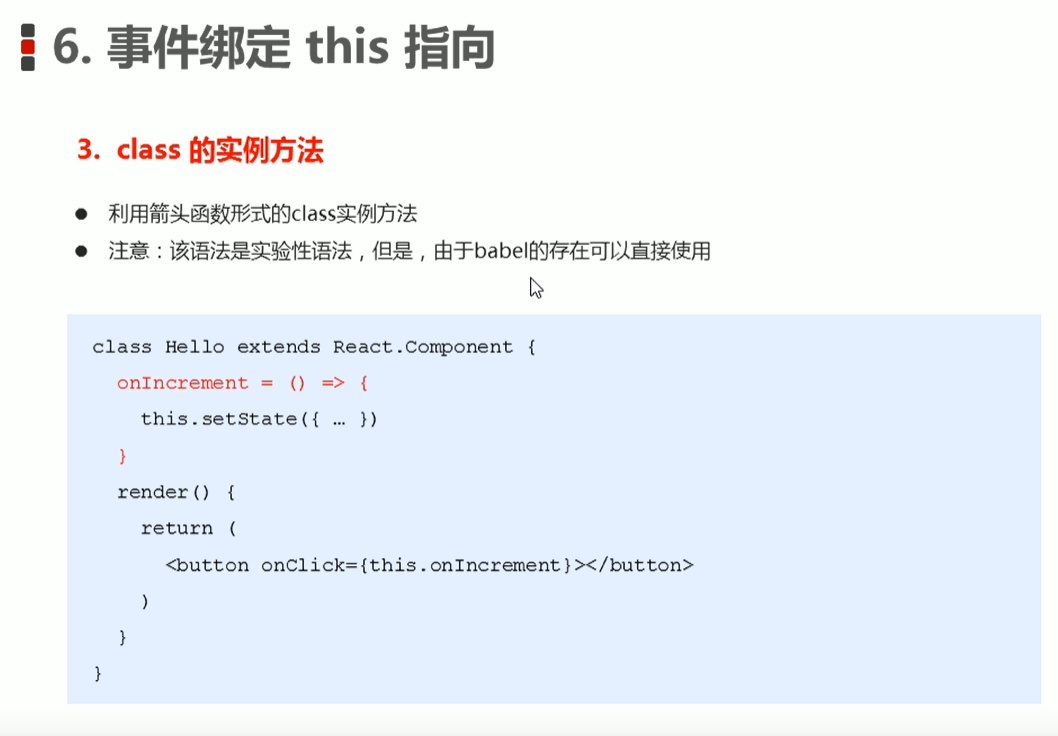 6. 事件绑定 this 指向
3. class 的实例方法
● 利用箭头函数形式的class实例方法
● 注意：该语法是实验性语法，但是，由于babel的存在可以直接使用
class Hello extends React.Component {
  onIncrement = () => {
    this.setState({ … })
  }
  render() {
    return (
      <button onClick={this.onIncrement}></button>
    )
  }
}